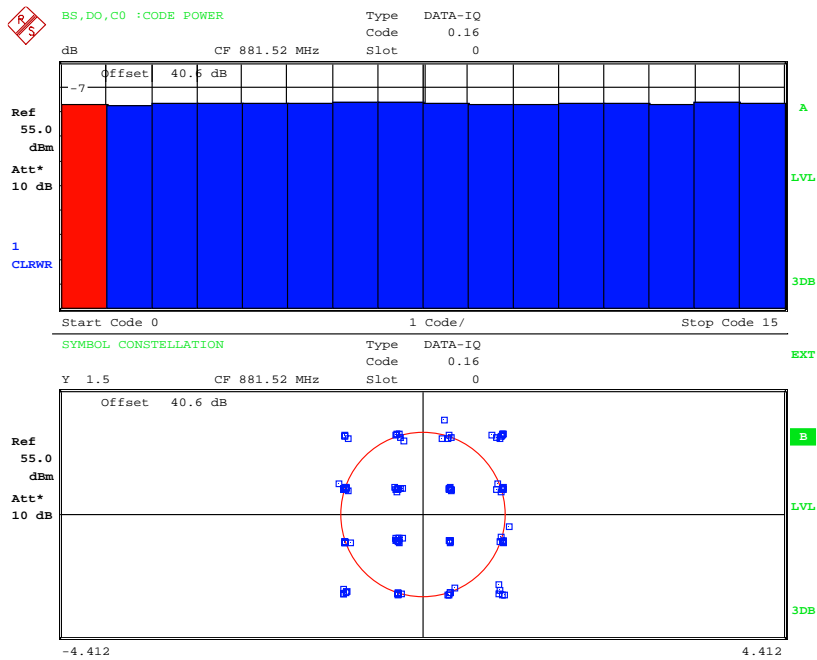 R
S
BS,DO,C0 :CODE POWER Type DATA-IQ
Code 0.16
dB CF 881.52 MHz Slot 0
Offset 40.6 dB
-7
Ref
55.0
dBm
Att*
10 dB
1
CLRWR
A
LVL
3DB
Start Code 0 1 Code/ Stop Code 15
SYMBOL CONSTELLATION Type DATA-IQ
Code 0.16
Y 1.5 CF 881.52 MHz Slot 0
Offset 40.6 dB
Ref
55.0
dBm
Att*
10 dB
EXT
B
LVL
3DB
-4.412 4.412